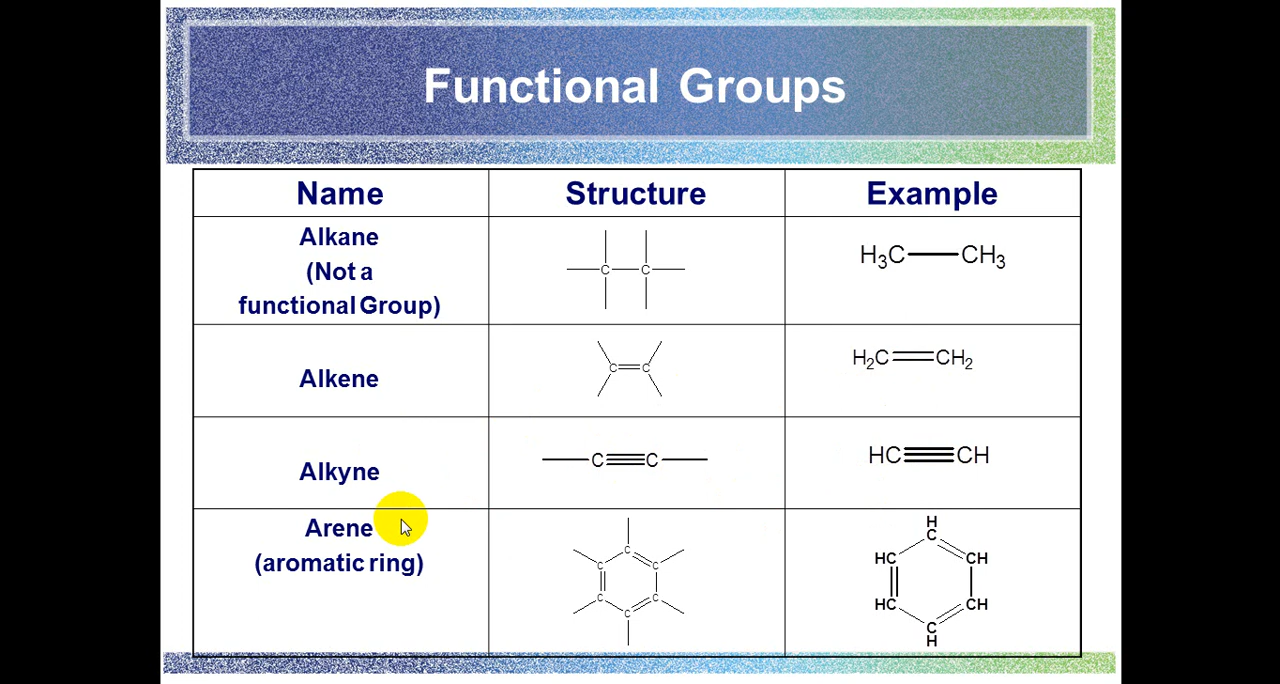 Functional Groups
Name Structure Example
Alkane
(Not a
functional Group)
C C
H₃C CH₃
Alkene
C C
H₂C CH₂
Alkyne
C C
HC CH
Arene
(aromatic ring)
C
C C
C C
C
H
C
HC CH
HC CH
C
H